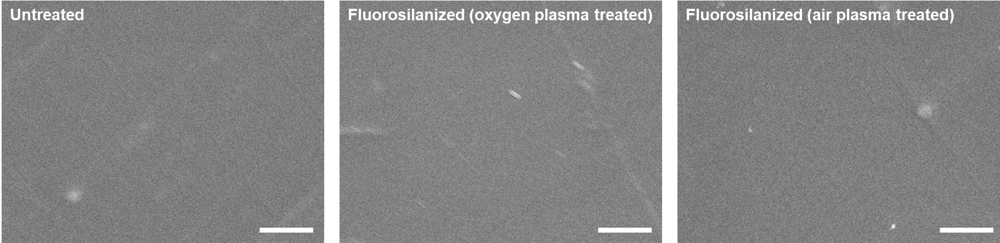 Untreated
Fluorosilanized (oxygen plasma treated)
Fluorosilanized (air plasma treated)